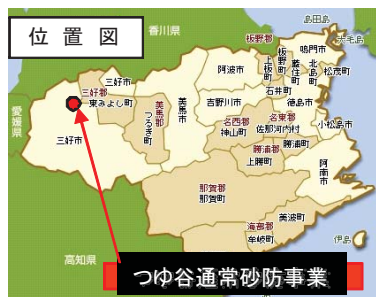 位置図
香川県
島田島
大毛島
鳴門市
板野郡
板野町
上板町
藍住町
北島町
松茂町
阿波市
三好市
三好郡
東みよし町
美馬郡
つるぎ町
美馬市
吉野川市
石井町
徳島市
名西郡
神山町
名東郡
佐那河内村
小松島市
勝浦郡
勝浦町
上勝町
愛媛県
三好市
阿南市
那賀郡
那賀町
美波町
海部郡
牟岐町
伊島
高知県
つゆ谷通常砂防事業